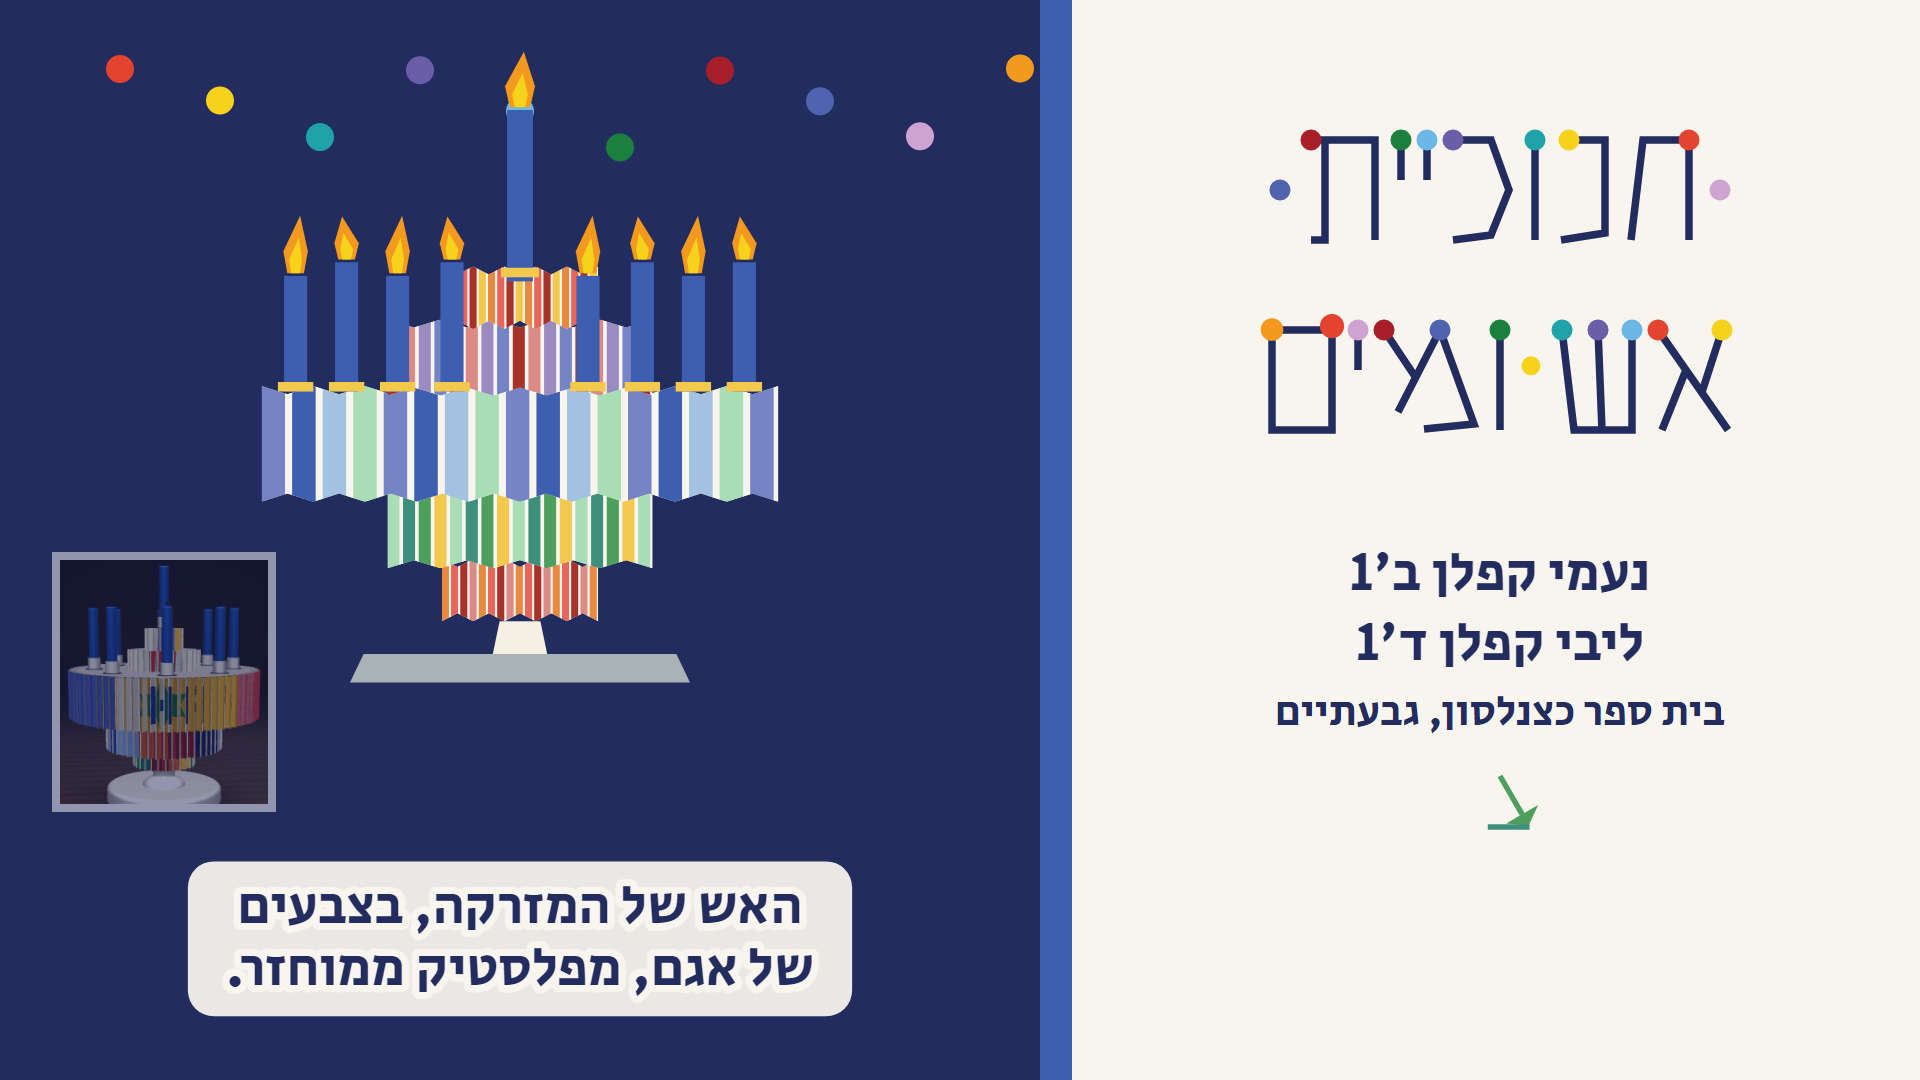 חנוכיית
אש ומים
נעמי קפלן ב'1
ליבי קפלן ד'1
בית ספר כצנלסון, גבעתיים
האש של המזרקה, בצבעים
של אגם, מפלסטיק ממוחזר.